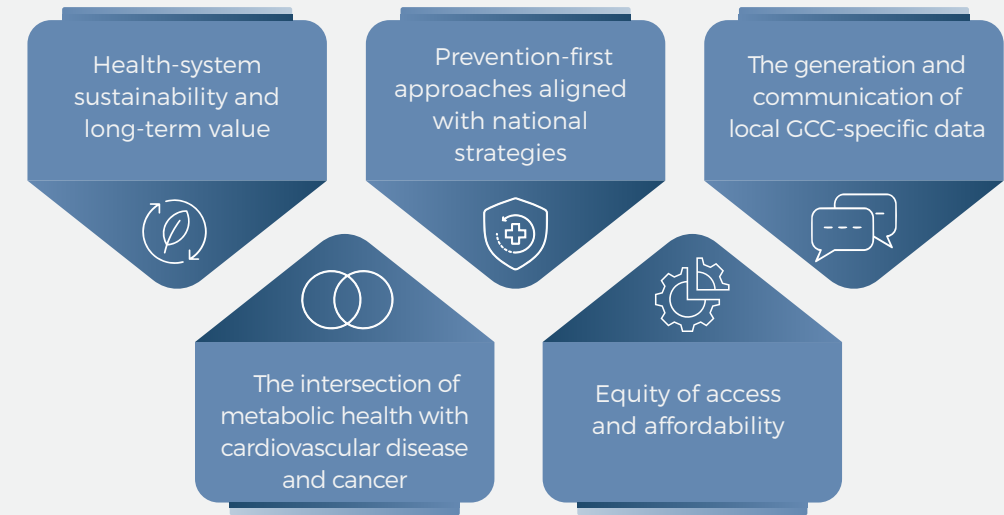 Health-system
sustainability and
long-term value
Prevention-first
approaches aligned
with national
strategies
The generation and
communication of
local GCC-specific data
The intersection of
metabolic health with
cardiovascular disease
and cancer
Equity of access
and affordability